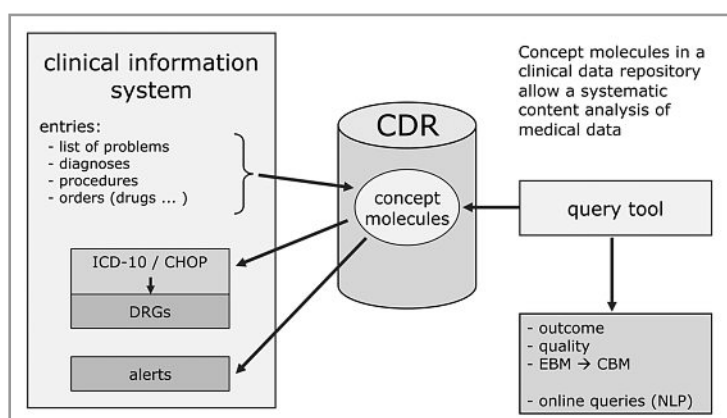 clinical information
system
entries:
- list of problems
- diagnoses
- procedures
- orders (drugs ... )
ICD-10 / CHOP
DRGs
alerts
CDR
concept
molecules
Concept molecules in a
clinical data repository
allow a systematic
content analysis of
medical data
query tool
- outcome
- quality
- EBM → CBM
- online queries (NLP)